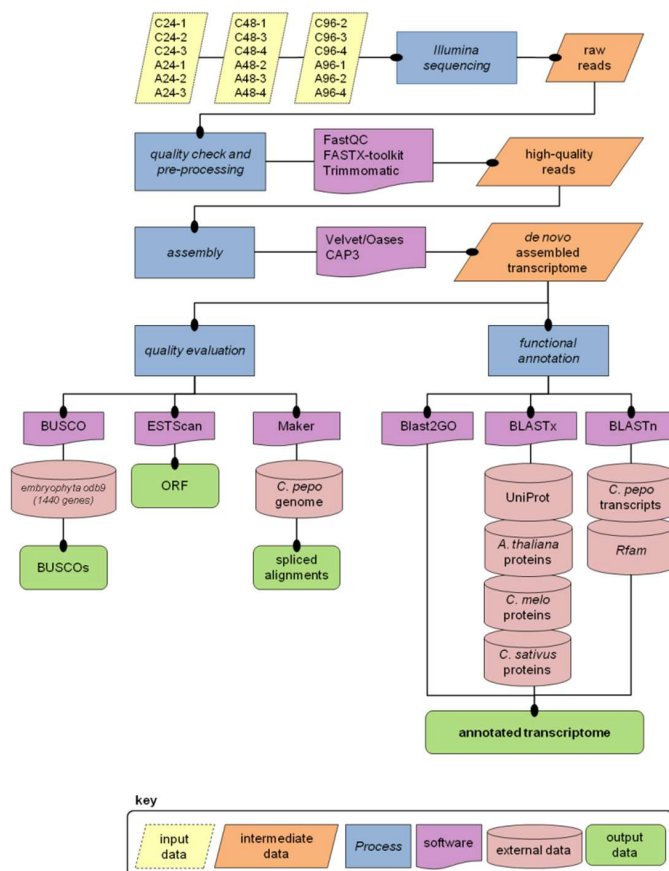 C24-1
C24-2
C24-3
A24-1
A24-2
A24-3
C48-1
C48-3
C48-4
A48-2
A48-3
A48-4
C96-2
C96-3
C96-4
A96-1
A96-2
A96-4
Illumina
sequencing
raw
reads
quality check and
pre-processing
FastQC
FASTX-toolkit
Trimmomatic
high-quality
reads
assembly
Velvet/Oases
CAP3
de novo
assembled
transcriptome
quality evaluation
functional
annotation
BUSCO
ESTScan
Maker
Blast2GO
BLASTx
BLASTn
embryophyta odb9
(1440 genes)
ORF
C. pepo
genome
UniProt
C. pepo
transcripts
BUSCOs
spliced
alignments
A. thaliana
proteins
Rfam
C. melo
proteins
C. sativus
proteins
annotated transcriptome
key
input
data
intermediate
data
Process
software
external data
output
data